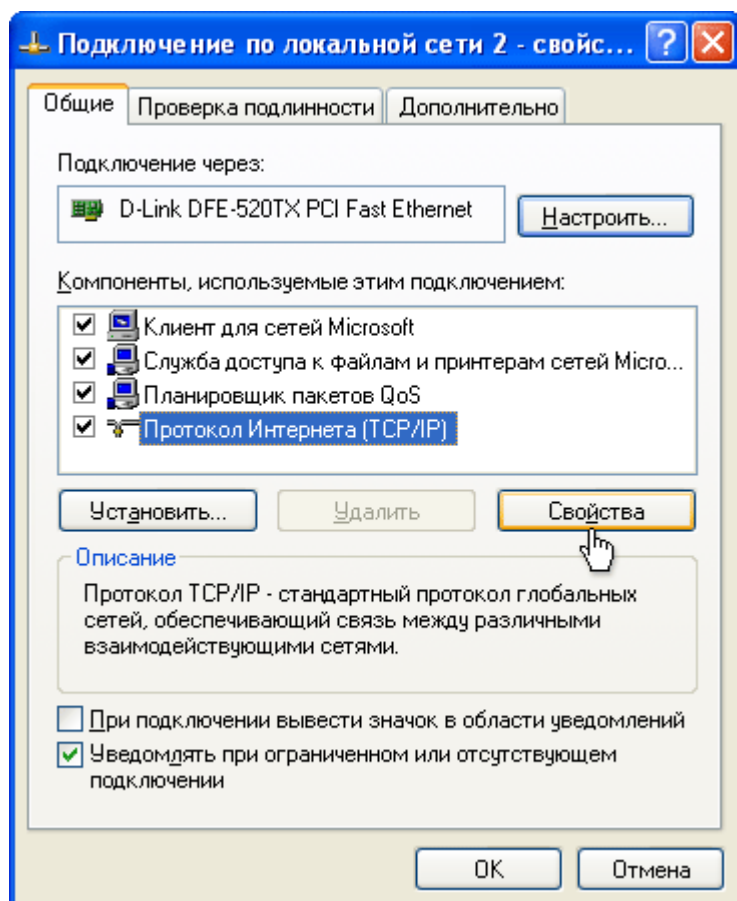 Подключение по локальной сети 2 - свойс...
Общие
Проверка подлинности
Дополнительно
Подключение через:
D-Link DFE-520TX PCI Fast Ethernet
Настроить...
Компоненты, используемые этим подключением:
Клиент для сетей Microsoft
Служба доступа к файлам и принтерам сетей Micro...
Планировщик пакетов QoS
Протокол Интернета (TCP/IP)
Установить...
Удалить
Свойства
Описание
Протокол TCP/IP - стандартный протокол глобальных
сетей, обеспечивающий связь между различными
взаимодействующими сетями.
При подключении вывести значок в области уведомлений
Уведомлять при ограниченном или отсутствующем
подключении
OK
Отмена